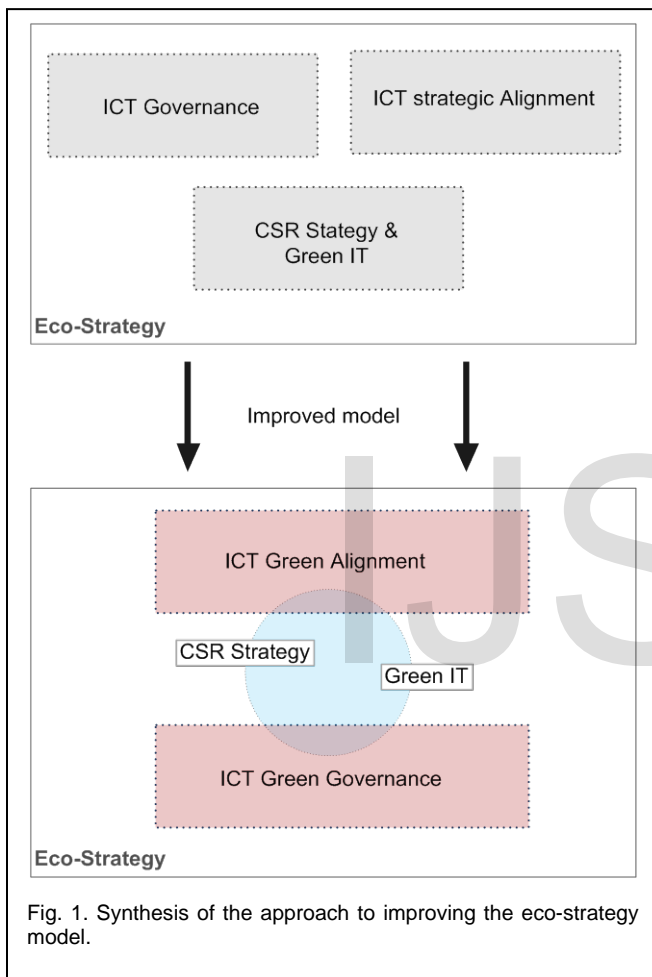 ICT Governance
ICT strategic Alignment
CSR Stategy &
Green IT
Eco-Strategy
Improved model
IJS
ICT Green Alignment
CSR Strategy
Green IT
ICT Green Governance
Eco-Strategy
Fig. 1. Synthesis of the approach to improving the eco-strategy
model.